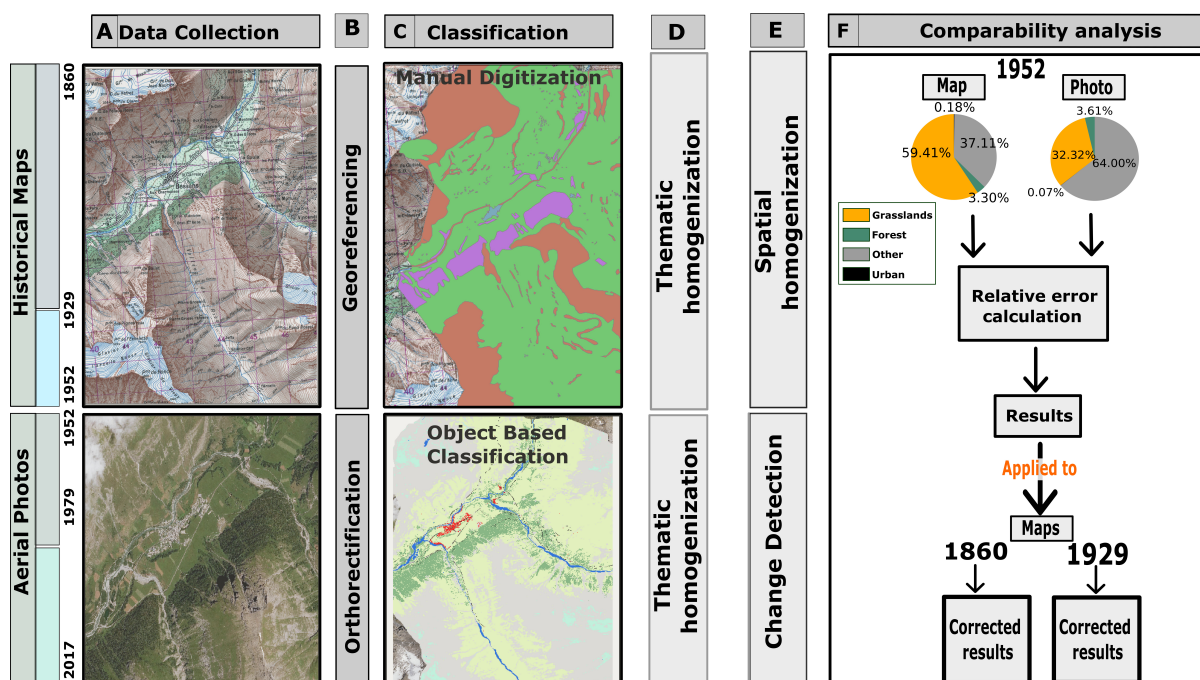 A Data Collection
B
C Classification
D
E
F Comparability analysis
Historical Maps
1860
1929
1952
Georeferencing
Manual Digitization
Thematic
homogenization
Spatial
homogenization
Aerial Photos
1952
1979
2017
Orthorectification
Object Based
Classification
Thematic
homogenization
Change Detection
1952
Map
Photo
0.18%
37.11%
59.41%
3.30%
3.61%
32.32%
64.00%
0.07%
Grasslands
Forest
Other
Urban
Relative error
calculation
Results
Applied to
Maps
1860
1929
Corrected
results
Corrected
results